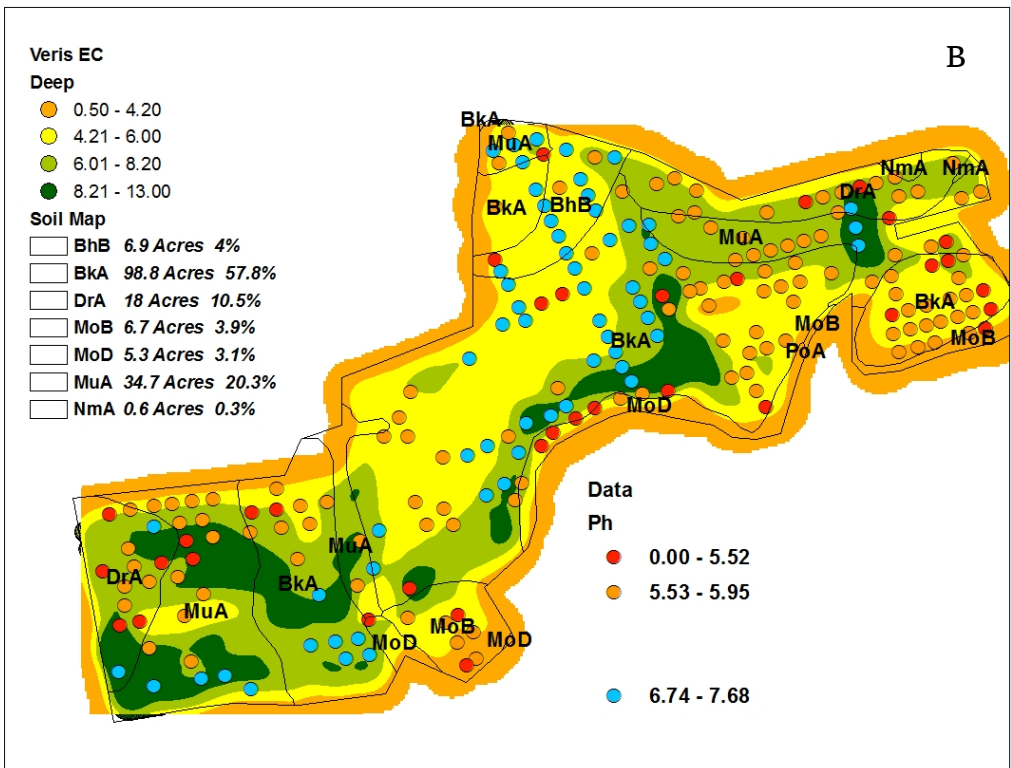 B
Veris EC
Deep
0.50 - 4.20
4.21 - 6.00
6.01 - 8.20
8.21 - 13.00
Soil Map
BhB 6.9 Acres 4%
BkA 98.8 Acres 57.8%
DrA 18 Acres 10.5%
MoB 6.7 Acres 3.9%
MoD 5.3 Acres 3.1%
MuA 34.7 Acres 20.3%
NmA 0.6 Acres 0.3%
BkA
MuA
NmA NmA
DrA
BkA BhB
MuA
BkA
MoB
BkA
MoB
PoA
MoD
Data
Ph
0.00 - 5.52
5.53 - 5.95
6.74 - 7.68
MuA
DrA
BkA
MuA
MoB
MoD
MoD